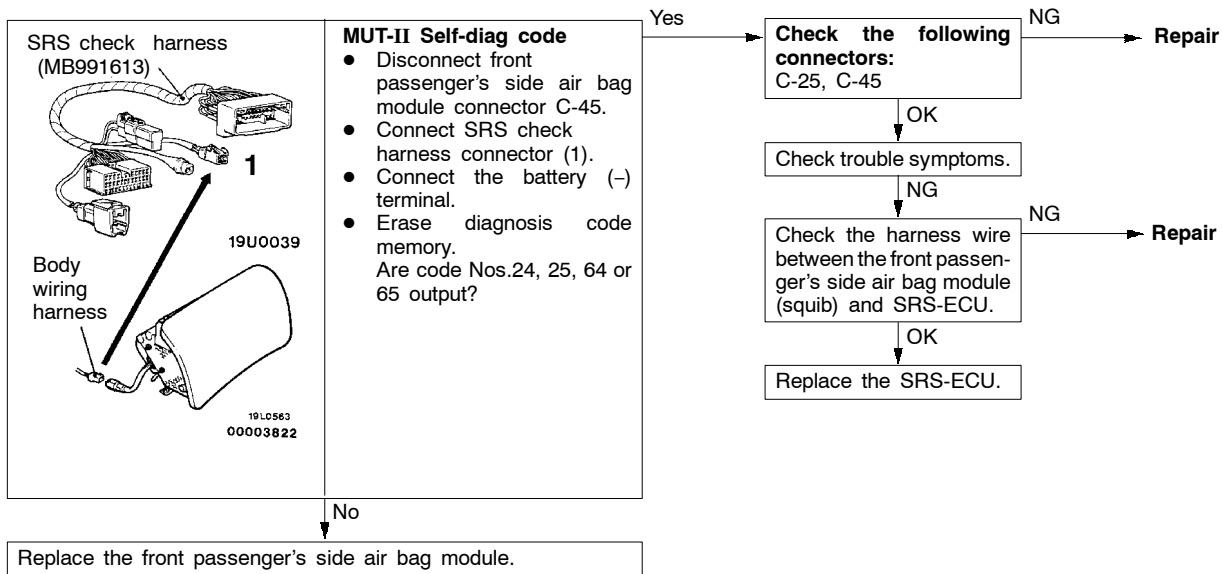 SRS check harness
(MB991613)
1
19U0039
Body
wiring
harness
19L0563
00003822
MUT-II Self-diag code
● Disconnect front
passenger's side air bag
module connector C-45.
● Connect SRS check
harness connector (1).
● Connect the battery (–)
terminal.
● Erase diagnosis code
memory.
Are code Nos.24, 25, 64 or
65 output?
Yes
Check the following
connectors:
C-25, C-45
NG
Repair
OK
Check trouble symptoms.
NG
Check the harness wire
between the front passen-
ger's side air bag module
(squib) and SRS-ECU.
NG
Repair
OK
Replace the SRS-ECU.
No
Replace the front passenger's side air bag module.